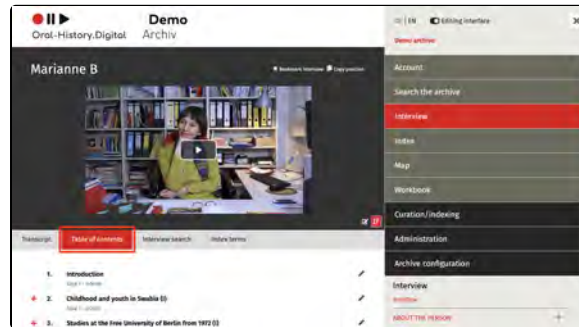 Oral-History.Digital
Demo
Archiv
Marianne B
Bookmark interview Copy position
Transcript
Table of contents
Interview search
Index terms
1. Introduction
2. Childhood and youth in Swabia (I)
3. Studies at the Free University of Berlin from 1972 (I)
EN Editing interface
Demo archive
Account
Search the archive
Interview
Index
Map
Workbook
Curation/indexing
Administration
Archive configuration
Interview
ABOUT THE PERSON